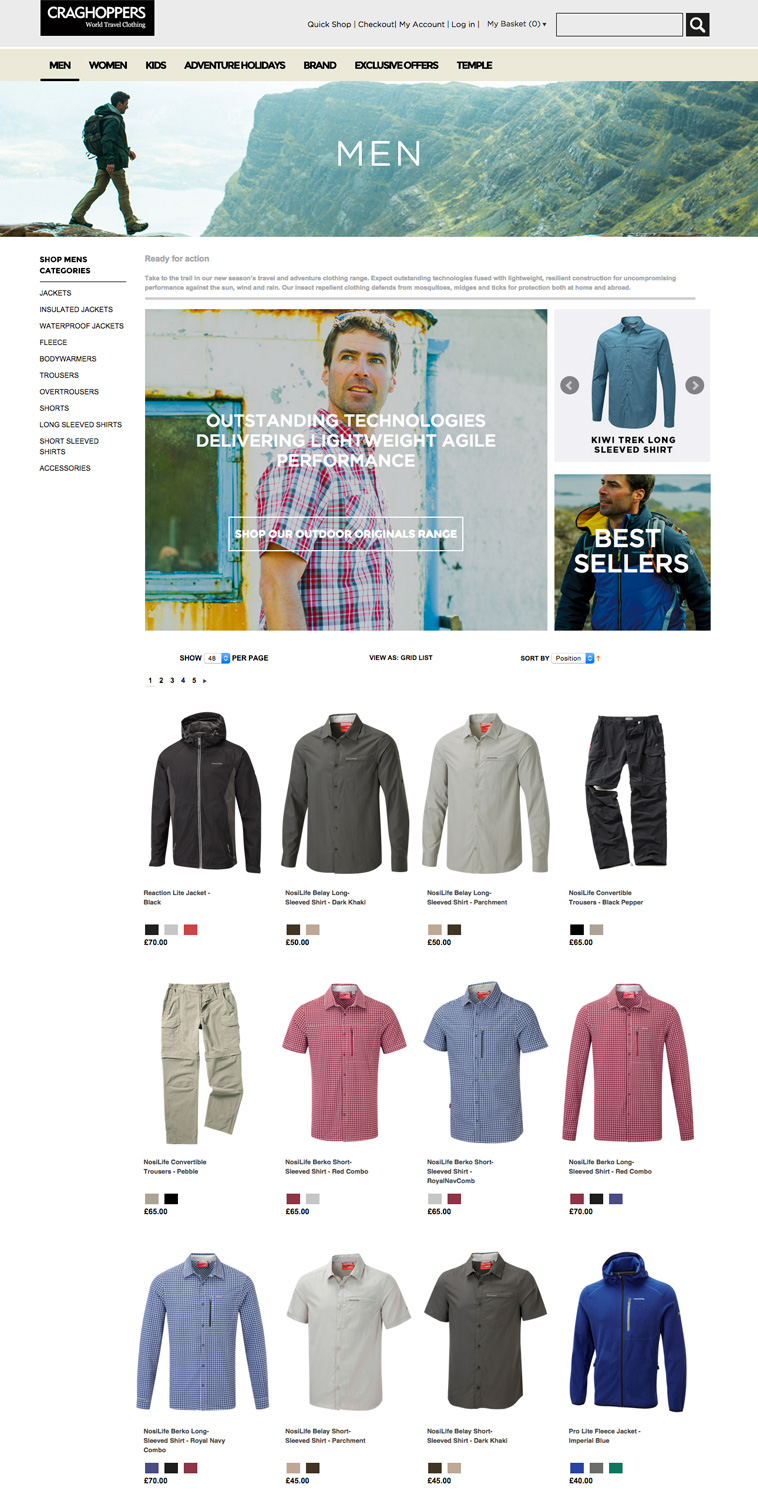 CRAGHOPPERS
World Travel Clothing
Quick Shop | Checkout| My Account | Log in | My Basket (0) ▾
MEN WOMEN KIDS ADVENTURE HOLIDAYS BRAND EXCLUSIVE OFFERS TEMPLE
MEN
SHOP MENS
CATEGORIES
JACKETS
INSULATED JACKETS
WATERPROOF JACKETS
FLEECE
BODYWARMERS
TROUSERS
OVERTROUSERS
SHORTS
LONG SLEEVED SHIRTS
SHORT SLEEVED
SHIRTS
ACCESSORIES
Ready for action
Take to the trail in our new season's travel and adventure clothing range. Expect outstanding technologies fused with lightweight, resilient construction for uncompromising
performance against the sun, wind and rain. Our insect repellent clothing defends from mosquitoes, midges and ticks for protection both at home and abroad.
OUTSTANDING TECHNOLOGIES
DELIVERING LIGHTWEIGHT AGILE
PERFORMANCE
SHOP OUR OUTDOOR ORIGINALS RANGE
KIWI TREK LONG
SLEEVED SHIRT
BEST
SELLERS
SHOW 48 PER PAGE VIEW AS: GRID LIST SORT BY Position ↑
1 2 3 4 5 ▸
Reaction Lite Jacket -
Black
£70.00
NosiLife Belay Long-
Sleeved Shirt - Dark Khaki
£50.00
NosiLife Belay Long-
Sleeved Shirt - Parchment
£50.00
NosiLife Convertible
Trousers - Black Pepper
£65.00
NosiLife Convertible
Trousers - Pebble
£65.00
NosiLife Berko Short-
Sleeved Shirt - Red Combo
£65.00
NosiLife Berko Short-
Sleeved Shirt -
RoyalNavComb
£65.00
NosiLife Berko Long-
Sleeved Shirt - Red Combo
£70.00
NosiLife Berko Long-
Sleeved Shirt - Royal Navy
Combo
£70.00
NosiLife Belay Short-
Sleeved Shirt - Parchment
£45.00
NosiLife Belay Short-
Sleeved Shirt - Dark Khaki
£45.00
Pro Lite Fleece Jacket -
Imperial Blue
£40.00